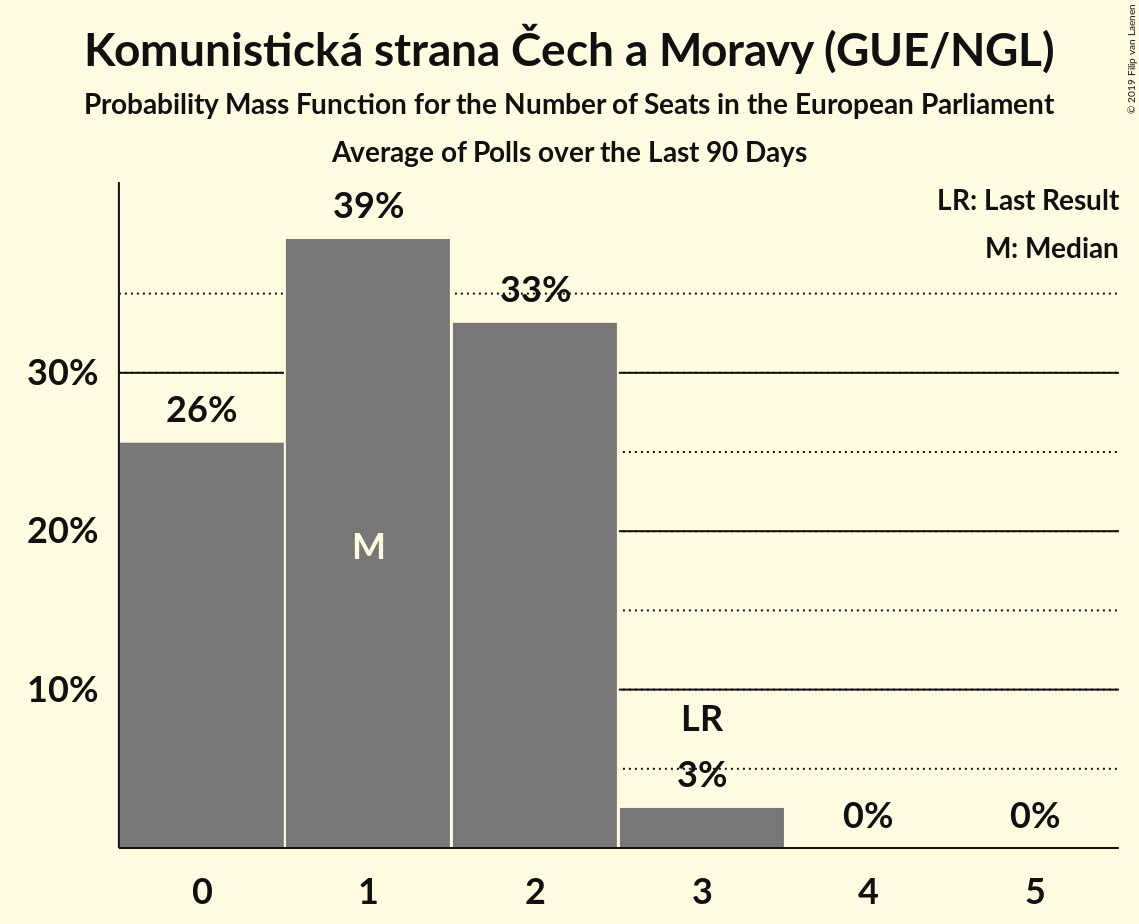 Komunistická strana Čech a Moravy (GUE/NGL)
Probability Mass Function for the Number of Seats in the European Parliament
Average of Polls over the Last 90 Days
© 2019 Filip van Laenen
LR: Last Result
M: Median
39%
33%
30%
26%
20%
M
10%
LR
3%
0%
0%
0
1
2
3
4
5